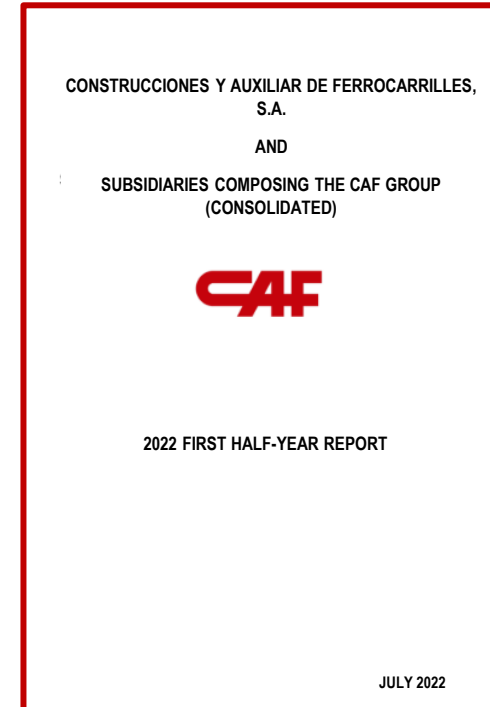 CONSTRUCCIONES Y AUXILIAR DE FERROCARRILLES,
S.A.
AND
SUBSIDIARIES COMPOSING THE CAF GROUP
(CONSOLIDATED)
CAF
2022 FIRST HALF-YEAR REPORT
JULY 2022